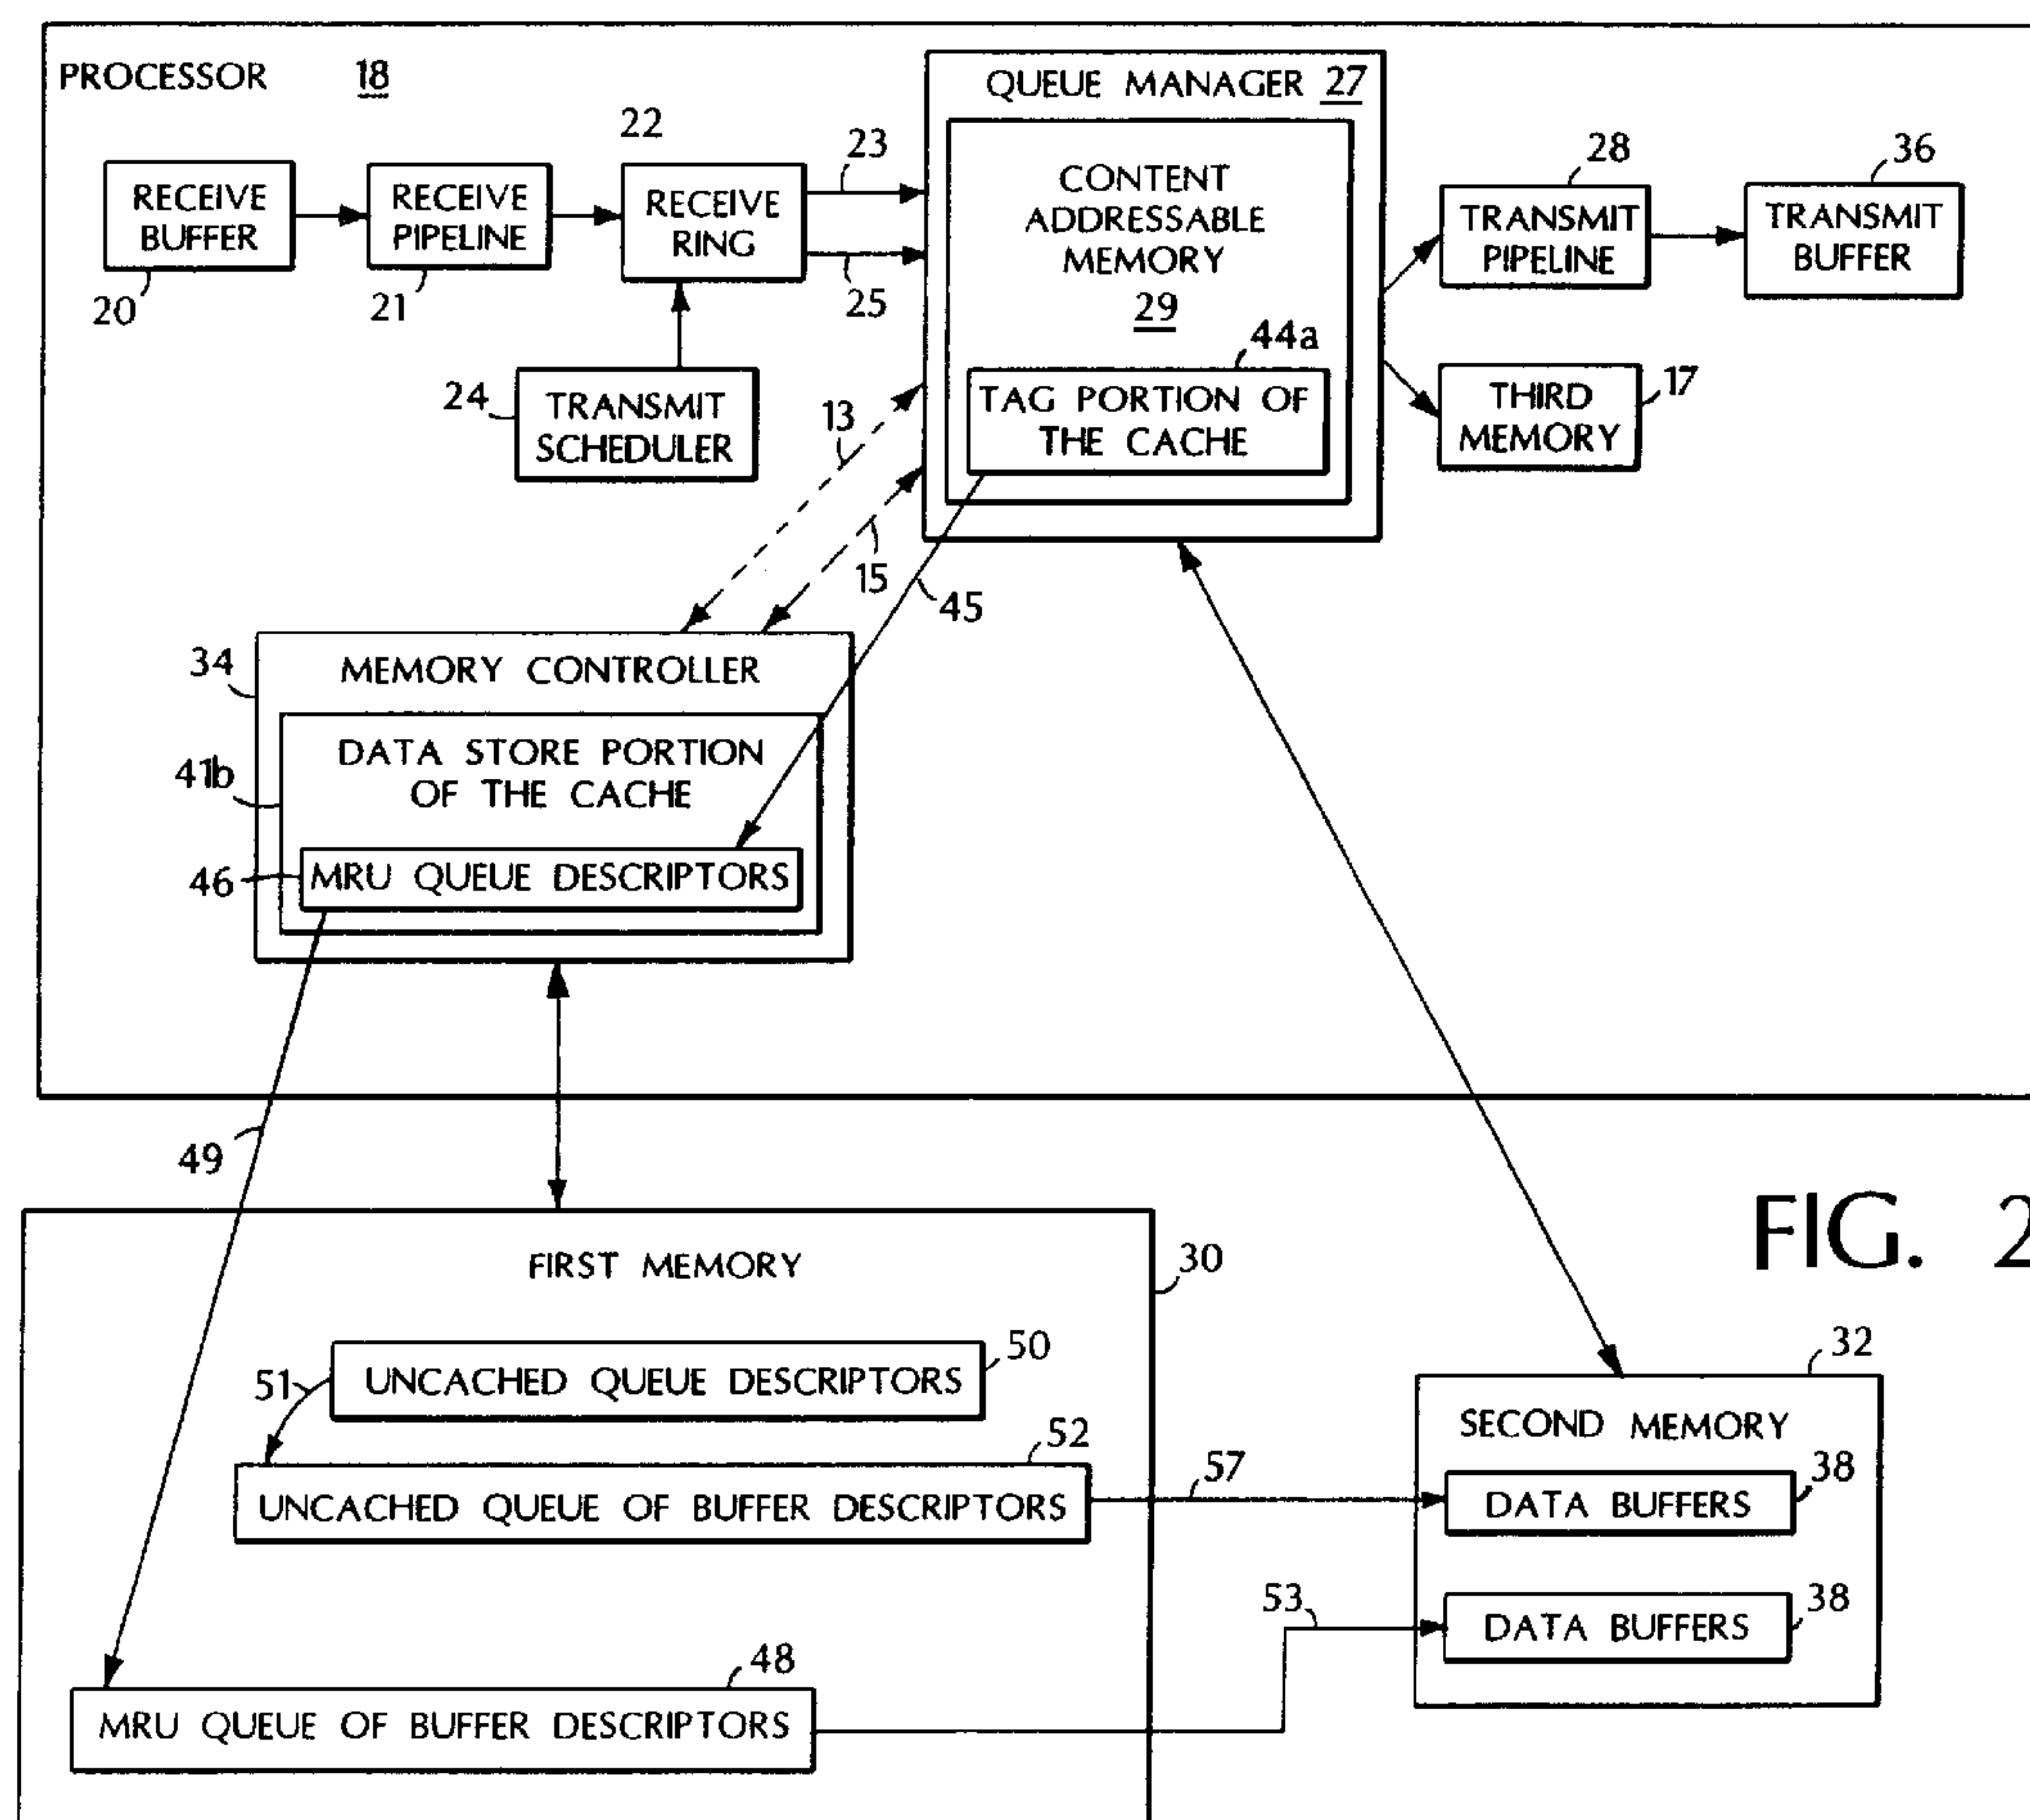 PROCESSOR 18
QUEUE MANAGER 27
22
23
28
36
RECEIVE
BUFFER
RECEIVE
PIPELINE
RECEIVE
RING
CONTENT
ADDRESSABLE
MEMORY
29
TRANSMIT
PIPELINE
TRANSMIT
BUFFER
20
21
25
44a
24
TRANSMIT
SCHEDULER
13
TAG PORTION OF
THE CACHE
THIRD
MEMORY
17
15
45
34
MEMORY CONTROLLER
41b
DATA STORE PORTION
OF THE CACHE
46
MRU QUEUE DESCRIPTORS
49
FIG. 2
FIRST MEMORY
30
50
51
UNCACHED QUEUE DESCRIPTORS
32
52
SECOND MEMORY
57
38
UNCACHED QUEUE OF BUFFER DESCRIPTORS
DATA BUFFERS
53
38
DATA BUFFERS
48
MRU QUEUE OF BUFFER DESCRIPTORS